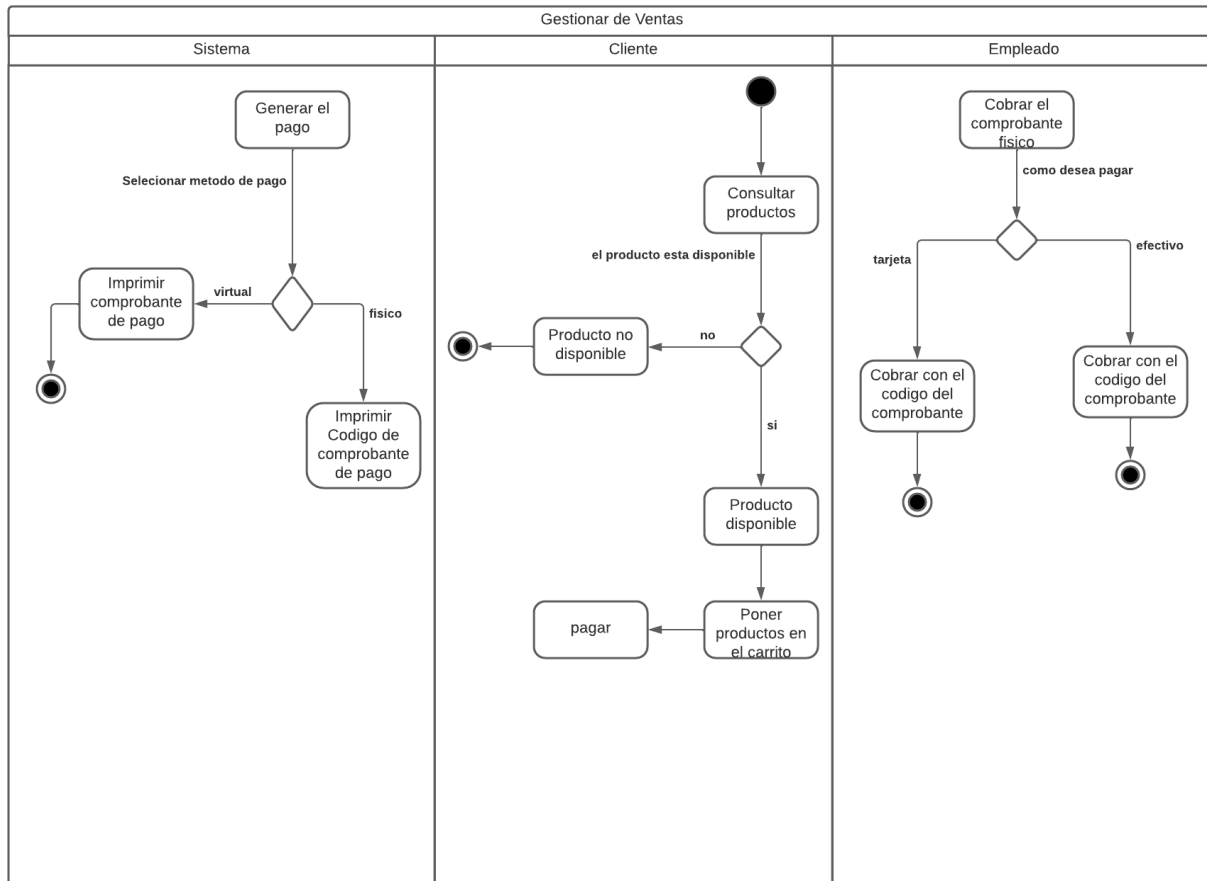 Gestionar de Ventas
Sistema
Cliente
Empleado
Generar el
pago
Selecionar metodo de pago
Imprimir
comprobante
de pago
virtual
fisico
Imprimir
Codigo de
comprobante
de pago
Consultar
productos
el producto esta disponible
Producto no
disponible
no
si
Producto
disponible
pagar
Poner
productos en
el carrito
Cobrar el
comprobante
fisico
como desea pagar
tarjeta
efectivo
Cobrar con el
codigo del
comprobante
Cobrar con el
codigo del
comprobante